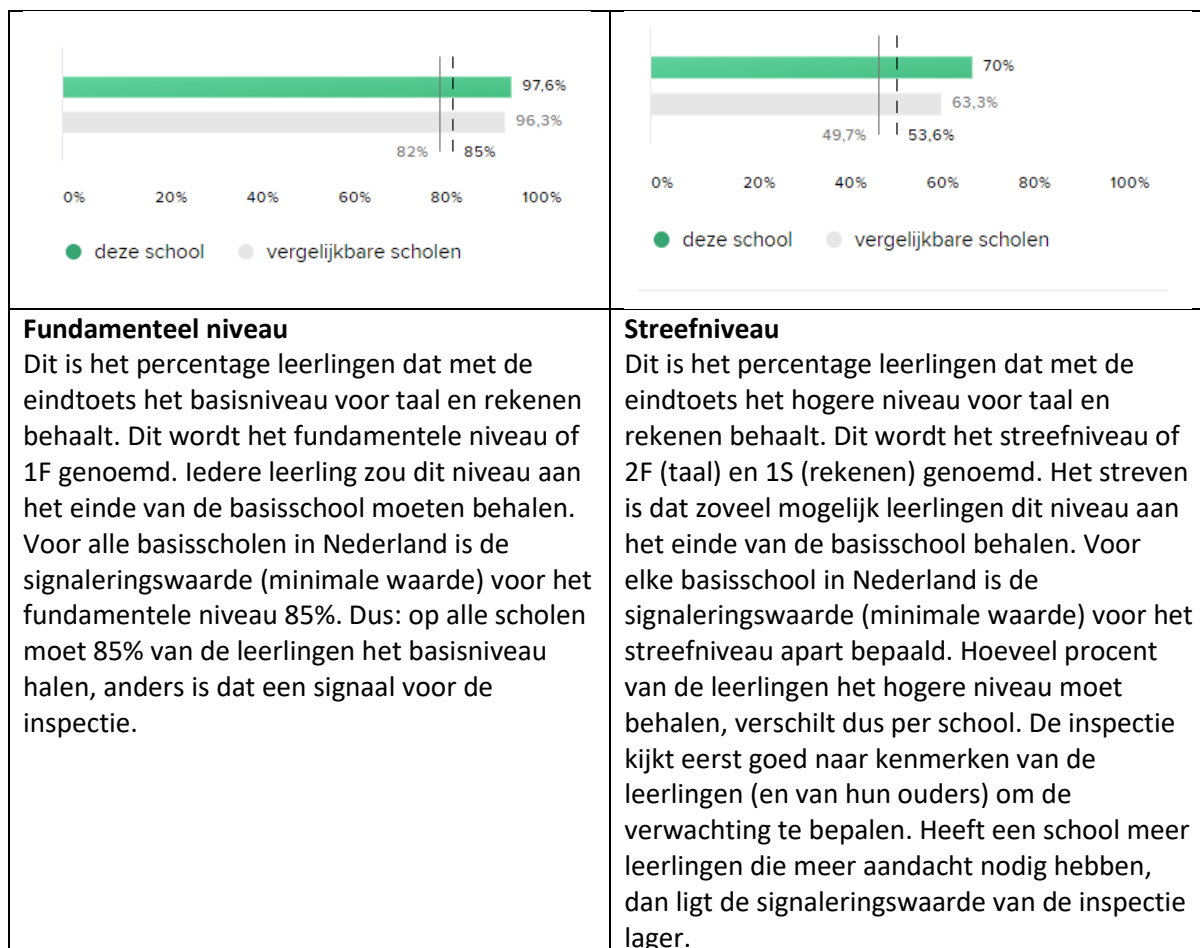 97,6%
96,3%
82%
85%
0% 20% 40% 60% 80% 100%
deze school vergelijkbare scholen
70%
63,3%
49,7%
53,6%
0% 20% 40% 60% 80% 100%
deze school vergelijkbare scholen
Fundamenteel niveau
Dit is het percentage leerlingen dat met de
eindtoets het basisniveau voor taal en rekenen
behaalt. Dit wordt het fundamentele niveau of
1F genoemd. Iedere leerling zou dit niveau aan
het einde van de basisschool moeten behalen.
Voor alle basisscholen in Nederland is de
signaleringswaarde (minimale waarde) voor het
fundamentele niveau 85%. Dus: op alle scholen
moet 85% van de leerlingen het basisniveau
halen, anders is dat een signaal voor de
inspectie.
Streefniveau
Dit is het percentage leerlingen dat met de
eindtoets het hogere niveau voor taal en
rekenen behaalt. Dit wordt het streefniveau of
2F (taal) en 1S (rekenen) genoemd. Het streven
is dat zoveel mogelijk leerlingen dit niveau aan
het einde van de basisschool behalen. Voor
elke basisschool in Nederland is de
signaleringswaarde (minimale waarde) voor het
streefniveau apart bepaald. Hoeveel procent
van de leerlingen het hogere niveau moet
behalen, verschilt dus per school. De inspectie
kijkt eerst goed naar kenmerken van de
leerlingen (en van hun ouders) om de
verwachting te bepalen. Heeft een school meer
leerlingen die meer aandacht nodig hebben,
dan ligt de signaleringswaarde van de inspectie
lager.